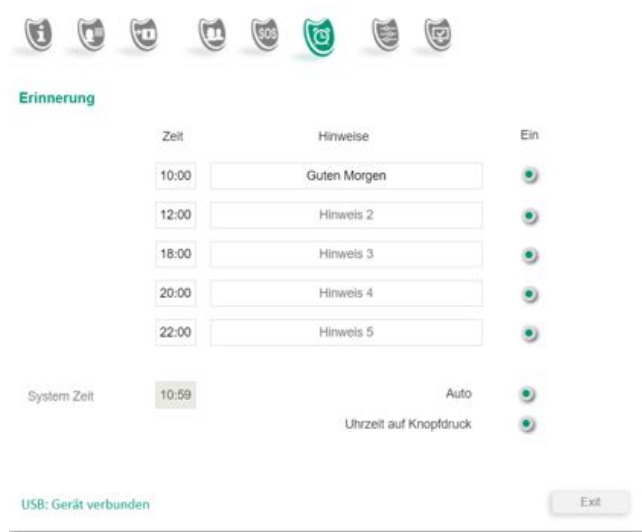 SOS
Erinnerung
Zeit Hinweise Ein
10:00 Guten Morgen
12:00 Hinweis 2
18:00 Hinweis 3
20:00 Hinweis 4
22:00 Hinweis 5
System Zeit 10:59 Auto
Uhrzeit auf Knopfdruck
USB: Gerät verbunden Exit